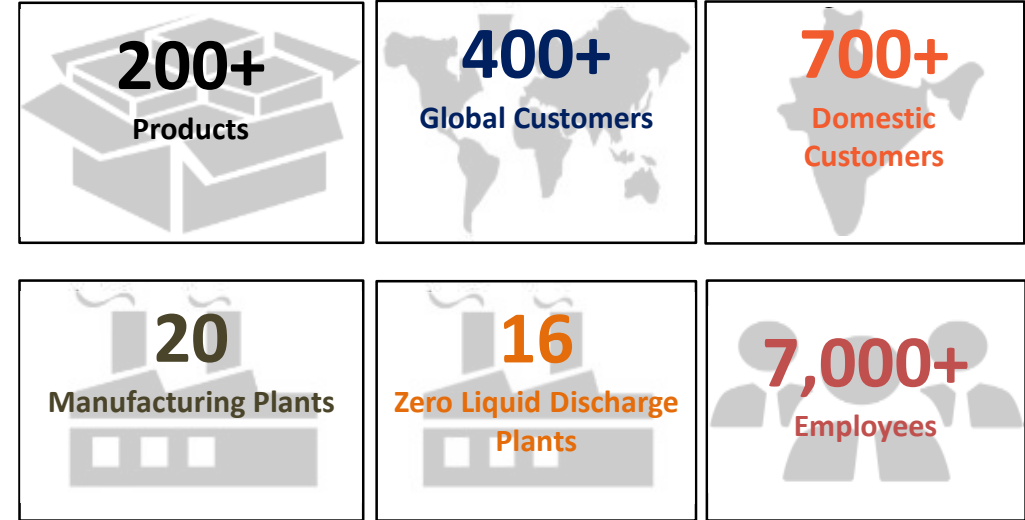 200+
Products
400+
Global Customers
700+
Domestic
Customers
20
Manufacturing Plants
16
Zero Liquid Discharge
Plants
7,000+
Employees